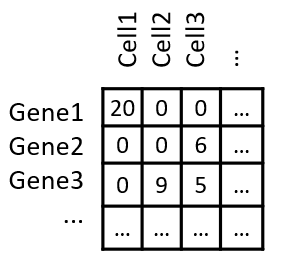 Cell1 Cell2 Cell3 ...
Gene1 20 0 0 ...
Gene2 0 0 6 ...
Gene3 0 9 5 ...
... ... ... ... ...